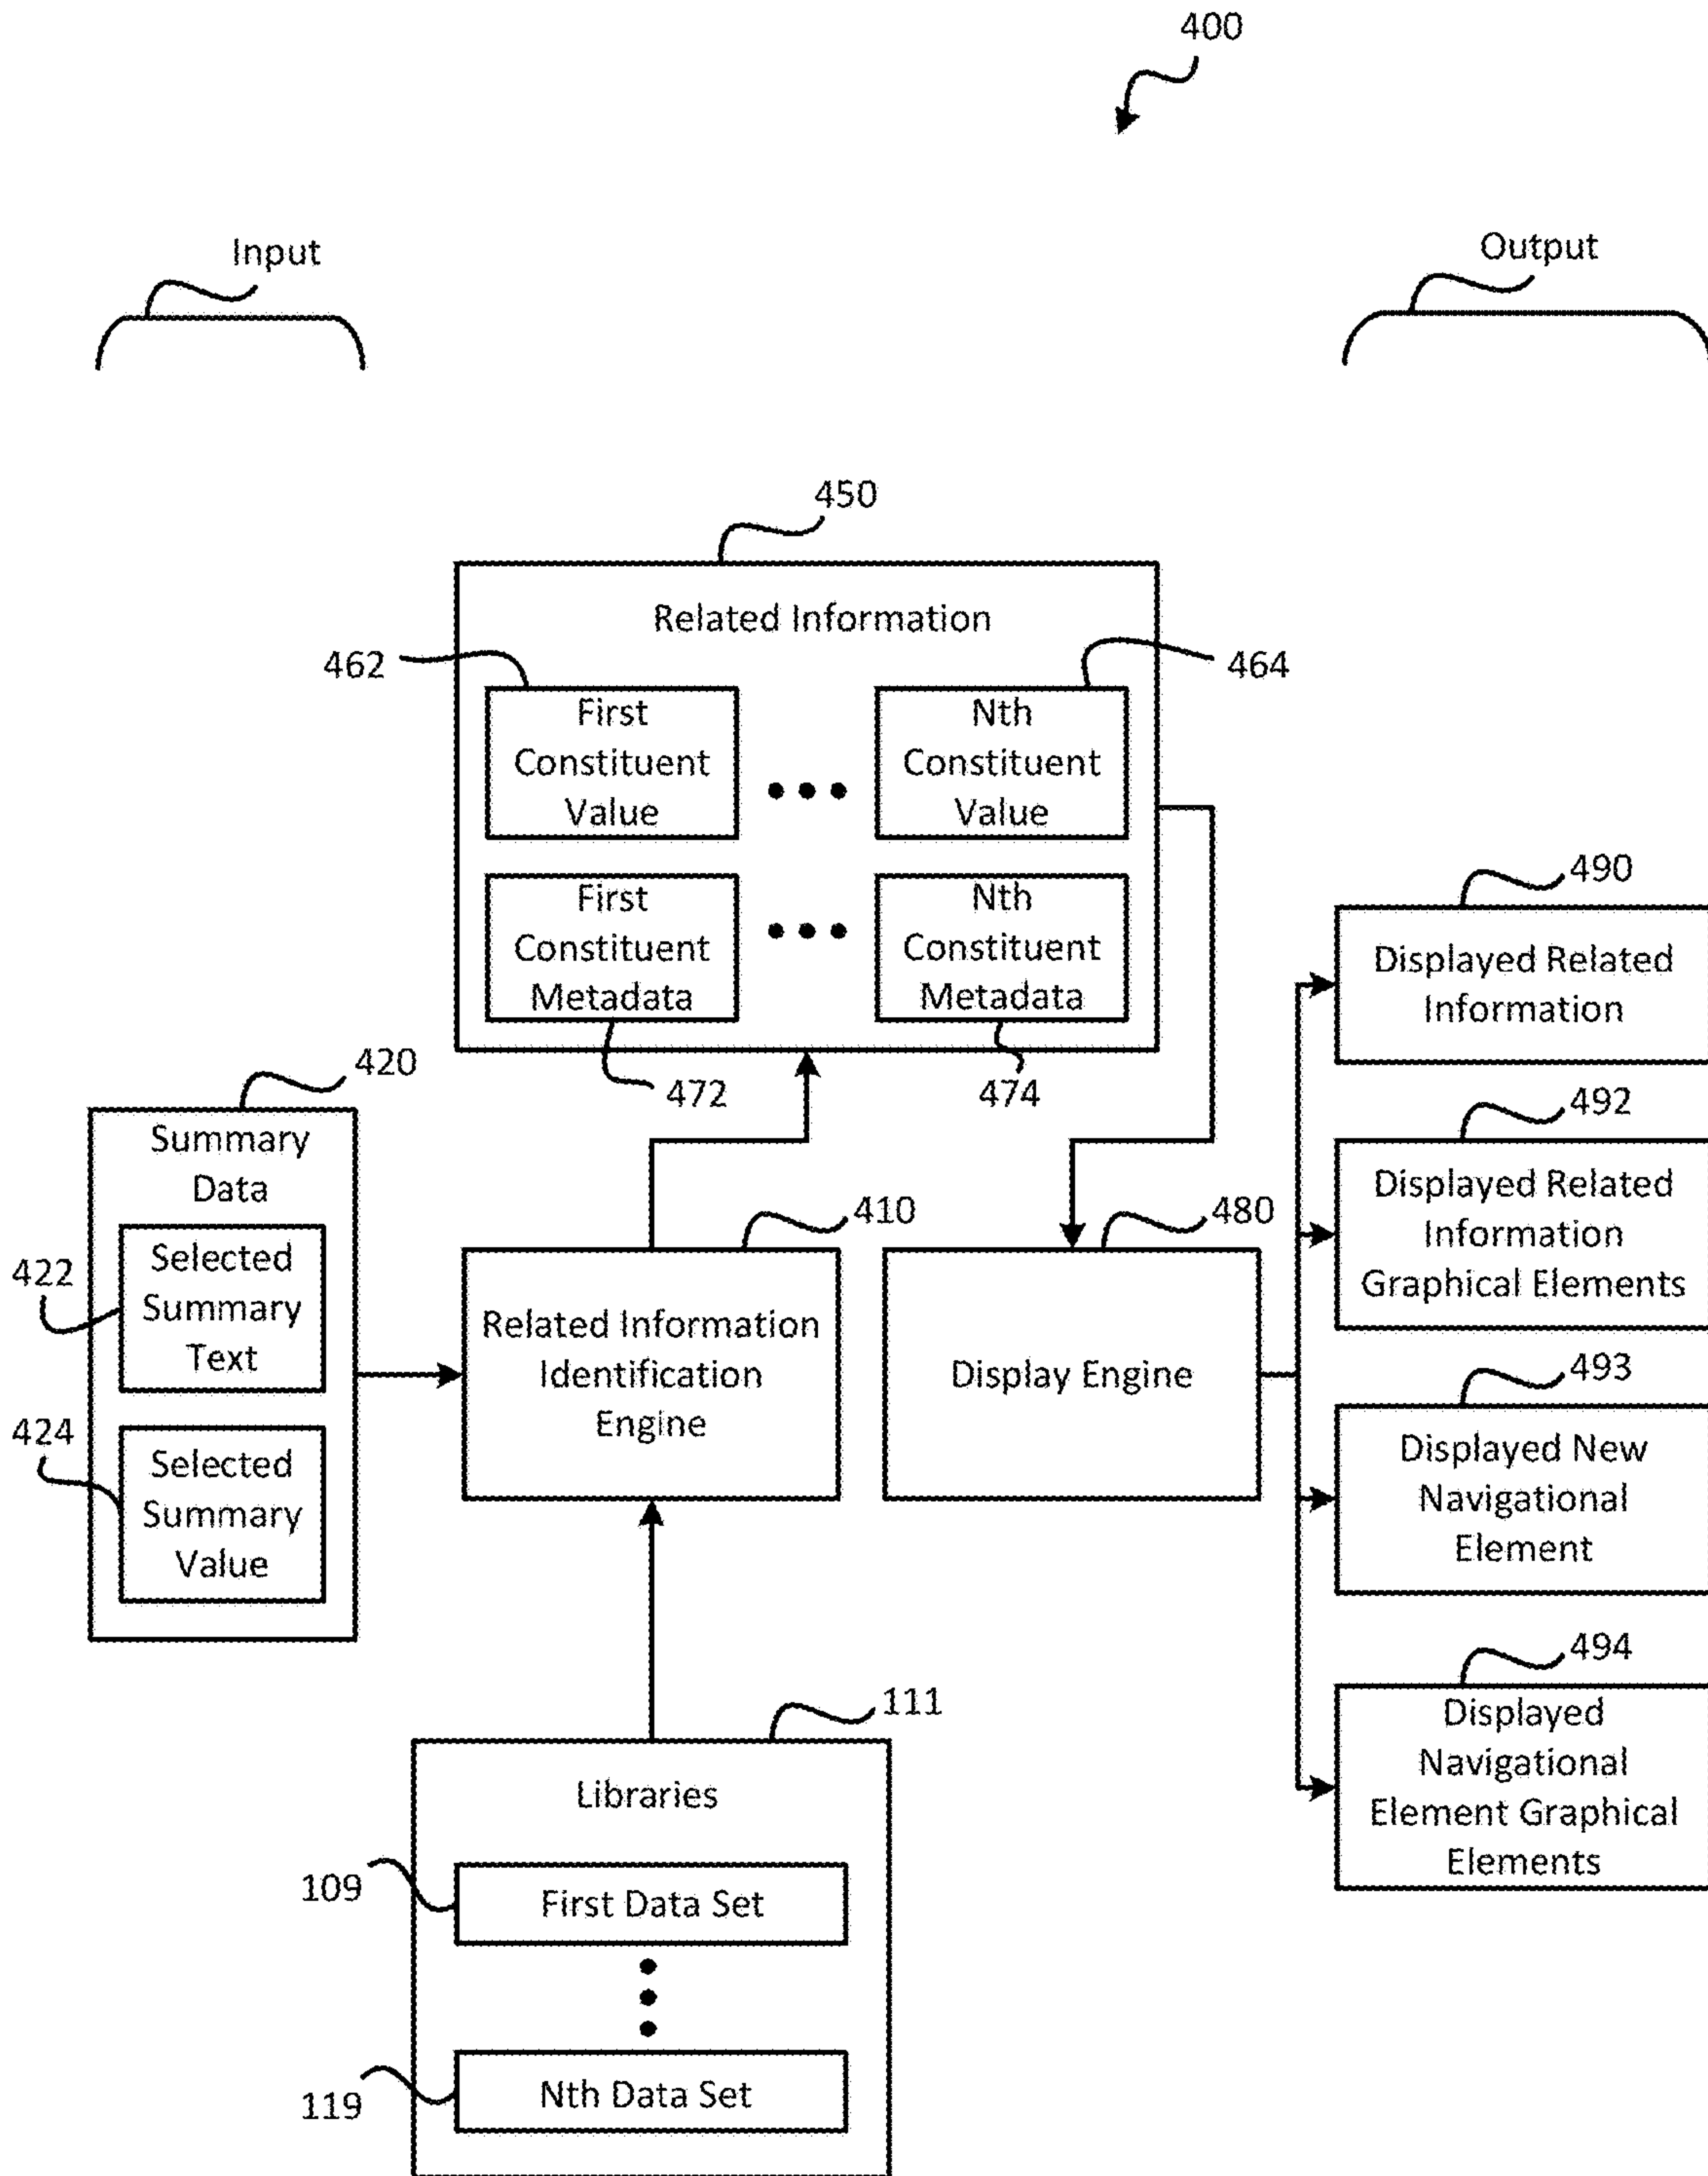 400
Input
Output
450
Related Information
462
464
First
Constituent
Value
Nth
Constituent
Value
First
Constituent
Metadata
Nth
Constituent
Metadata
472
474
490
Displayed Related
Information
420
Summary
Data
422
Selected
Summary
Text
424
Selected
Summary
Value
410
Related Information
Identification
Engine
480
Display Engine
492
Displayed Related
Information
Graphical Elements
493
Displayed New
Navigational
Element
494
Displayed
Navigational
Element Graphical
Elements
111
Libraries
109
First Data Set
119
Nth Data Set